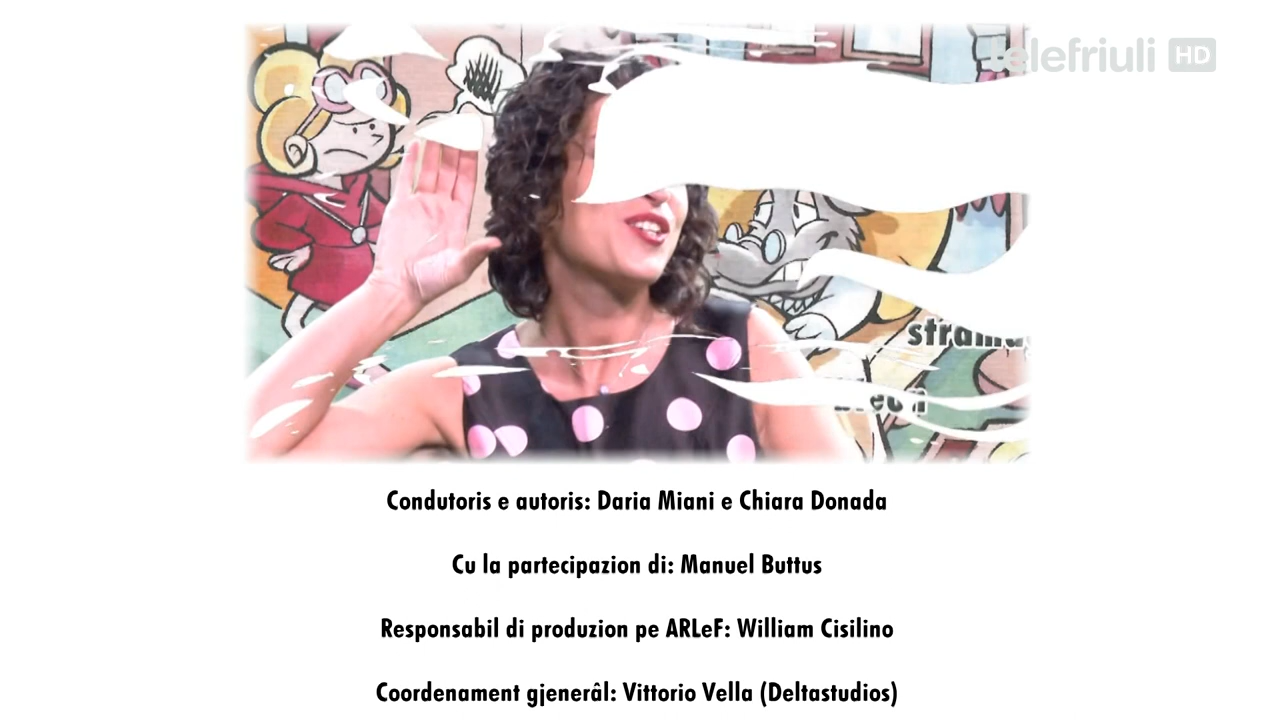 telefriuli HD
Condutoris e autoris: Daria Miani e Chiara Donada
Cu la partecipazion di: Manuel Buttus
Responsabil di produzion pe ARLeF: William Cisilino
Coordenament gjenerâl: Vittorio Vella (Deltastudios)